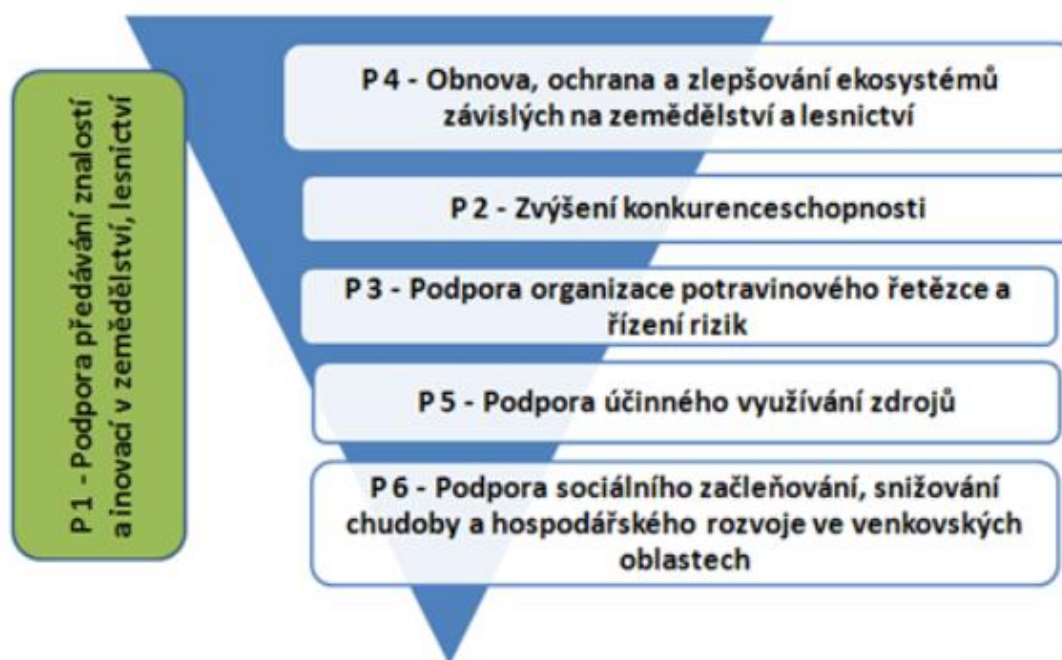 P 1 - Podpora předávání znalostí
a inovací v zemědělství, lesnictví
P 4 - Obnova, ochrana a zlepšování ekosystémů
závislých na zemědělství a lesnictví
P 2 - Zvýšení konkurenceschopnosti
P 3 - Podpora organizace potravinového řetězce a
řízení rizik
P 5 - Podpora účinného využívání zdrojů
P 6 - Podpora sociálního začleňování, snižování
chudoby a hospodářského rozvoje ve venkovských
oblastech